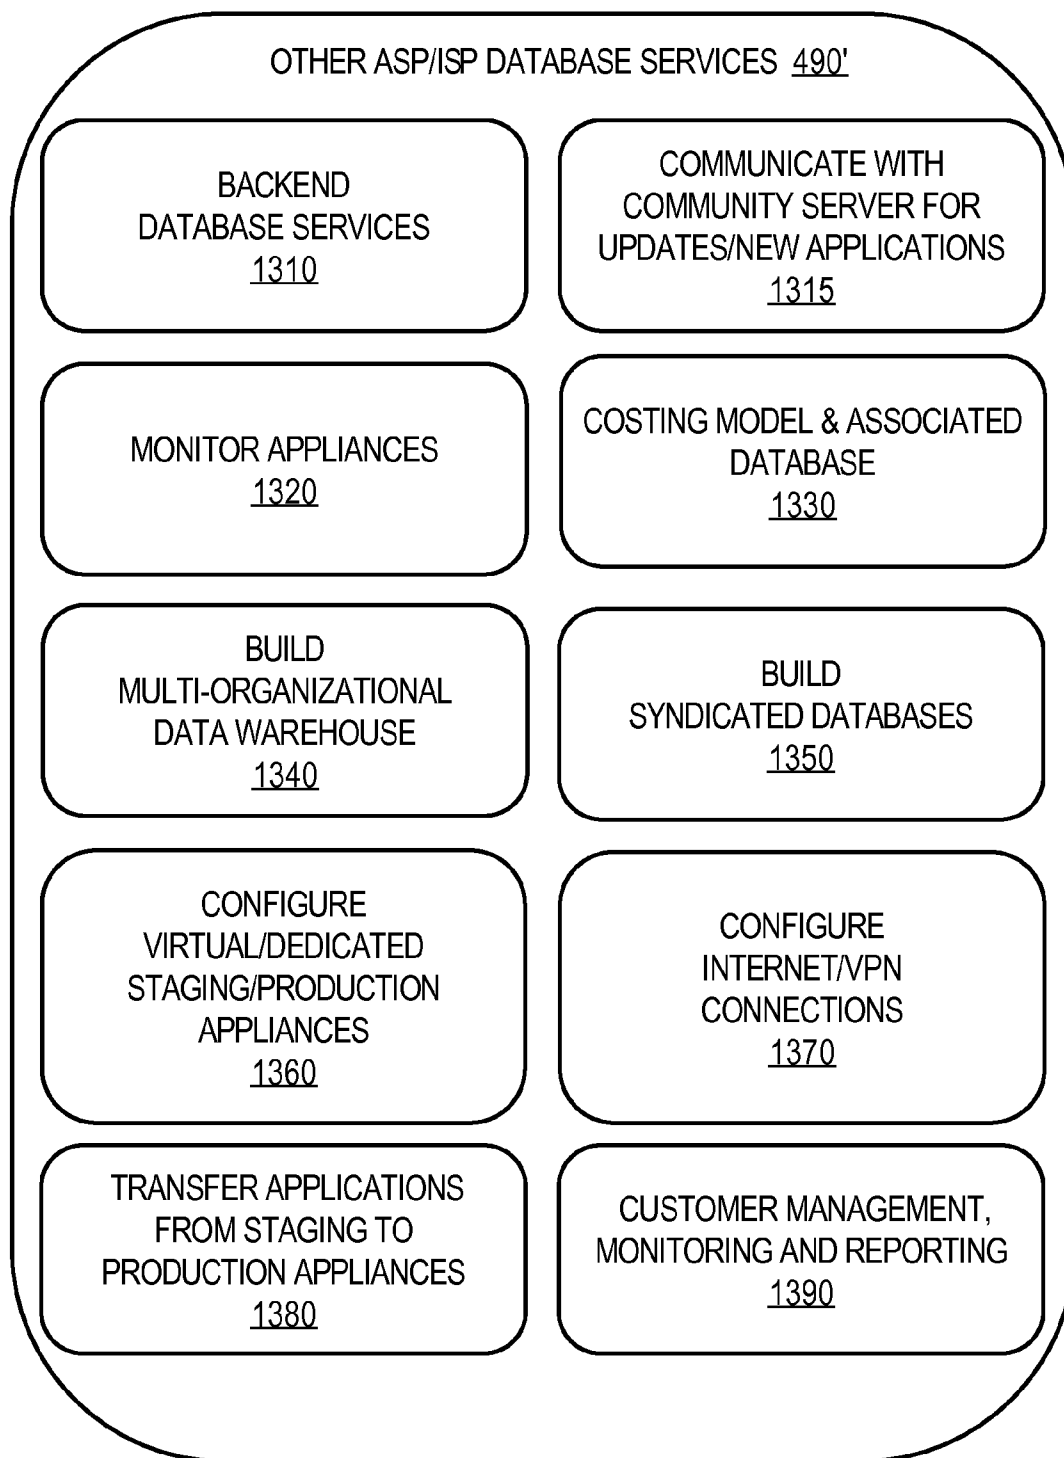 OTHER ASP/ISP DATABASE SERVICES 490'
BACKEND
DATABASE SERVICES
1310
COMMUNICATE WITH
COMMUNITY SERVER FOR
UPDATES/NEW APPLICATIONS
1315
MONITOR APPLIANCES
1320
COSTING MODEL & ASSOCIATED
DATABASE
1330
BUILD
MULTI-ORGANIZATIONAL
DATA WAREHOUSE
1340
BUILD
SYNDICATED DATABASES
1350
CONFIGURE
VIRTUAL/DEDICATED
STAGING/PRODUCTION
APPLIANCES
1360
CONFIGURE
INTERNET/VPN
CONNECTIONS
1370
TRANSFER APPLICATIONS
FROM STAGING TO
PRODUCTION APPLIANCES
1380
CUSTOMER MANAGEMENT,
MONITORING AND REPORTING
1390